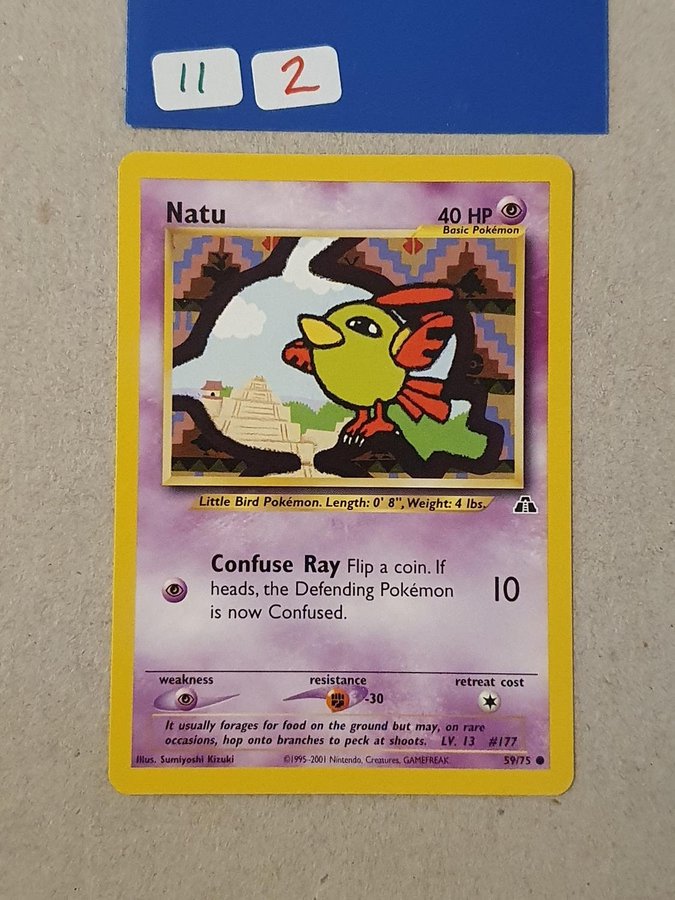 11 2
Natu
40 HP
Basic Pokémon
Little Bird Pokémon. Length: 0' 8", Weight: 4 lbs.
Confuse Ray Flip a coin. If
heads, the Defending Pokémon
is now Confused.
10
weakness resistance retreat cost
-30
It usually forages for food on the ground but may, on rare
occasions, hop onto branches to peck at shoots. LV. 13 #177
Illus. Sumiyoshi Kizuki ©1995-2001 Nintendo, Creatures, GAMEFREAK. 59/75